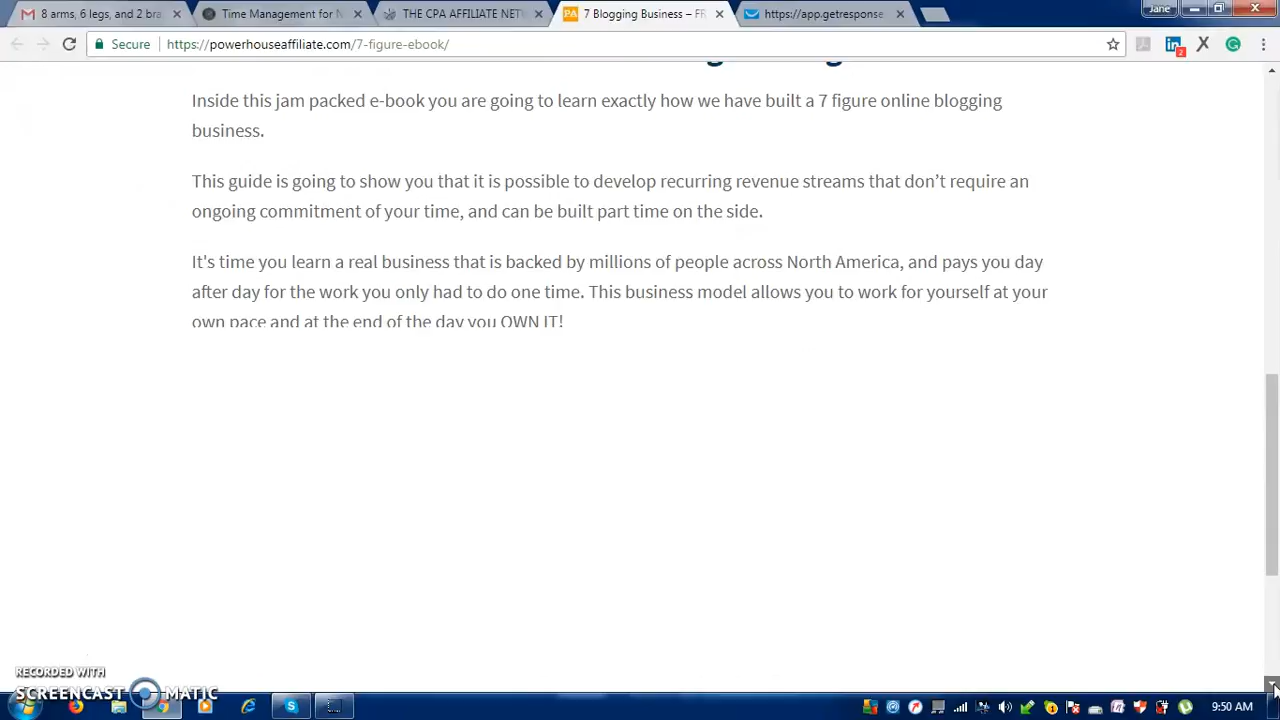 8 arms, 6 legs, and 2 bra
Time Management for N
THE CPA AFFILIATE NET
7 Blogging Business – FR
https://app.getresponse
Jane
Secure
https://powerhouseaffiliate.com/7-figure-ebook/
2
Inside this jam packed e-book you are going to learn exactly how we have built a 7 figure online blogging
business.
This guide is going to show you that it is possible to develop recurring revenue streams that don’t require an
ongoing commitment of your time, and can be built part time on the side.
It's time you learn a real business that is backed by millions of people across North America, and pays you day
after day for the work you only had to do one time. This business model allows you to work for yourself at your
own pace and at the end of the day you OWN IT!
RECORDED WITH
SCREENCAST MATIC
9:50 AM